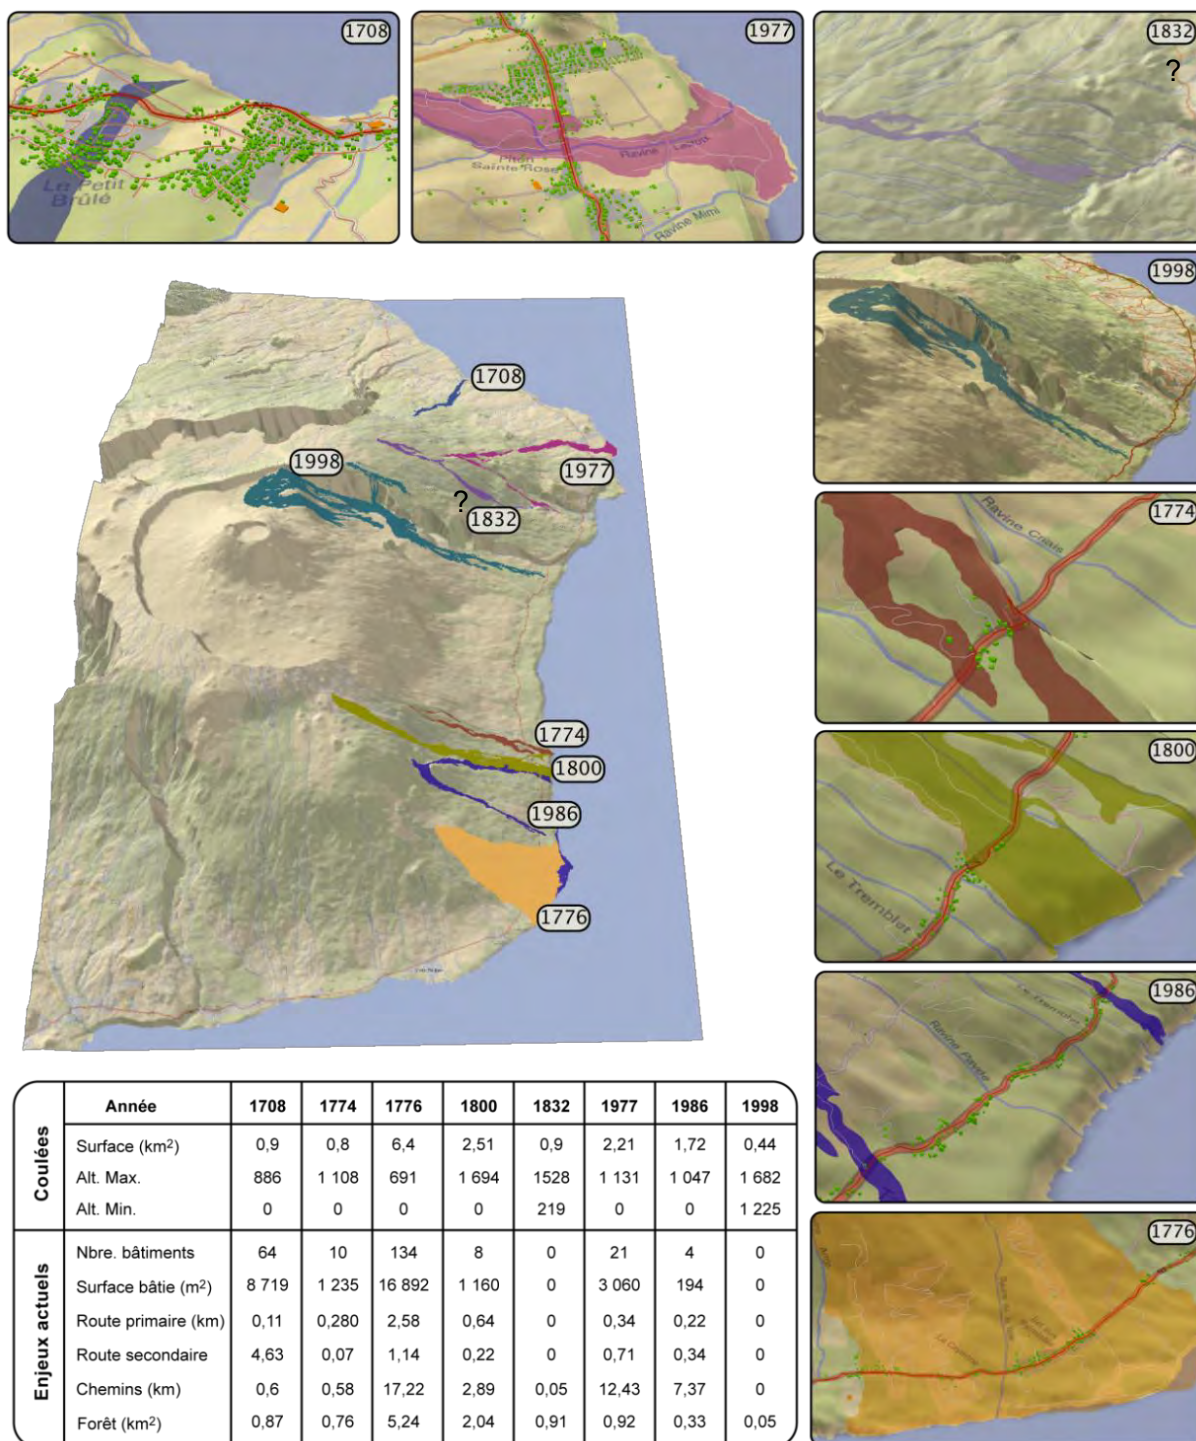 1708
1977
1832
?
Le Petit
Brûlé
Piton
Sainte Rose
Ravine Lacroix
Ravine Mimi
1998
1708
1998
1977
?
1832
1774
Ravine Criais
1774
1800
1986
1776
1800
Le Tremblet
1986
Le Tremblet
Ravine Pavée
1776
Coulées
Année 1708 1774 1776 1800 1832 1977 1986 1998
Surface (km²) 0,9 0,8 6,4 2,51 0,9 2,21 1,72 0,44
Alt. Max. 886 1 108 691 1 694 1528 1 131 1 047 1 682
Alt. Min. 0 0 0 0 219 0 0 1 225
Enjeux actuels
Nbre. bâtiments 64 10 134 8 0 21 4 0
Surface bâtie (m²) 8 719 1 235 16 892 1 160 0 3 060 194 0
Route primaire (km) 0,11 0,280 2,58 0,64 0 0,34 0,22 0
Route secondaire 4,63 0,07 1,14 0,22 0 0,71 0,34 0
Chemins (km) 0,6 0,58 17,22 2,89 0,05 12,43 7,37 0
Forêt (km²) 0,87 0,76 5,24 2,04 0,91 0,92 0,33 0,05